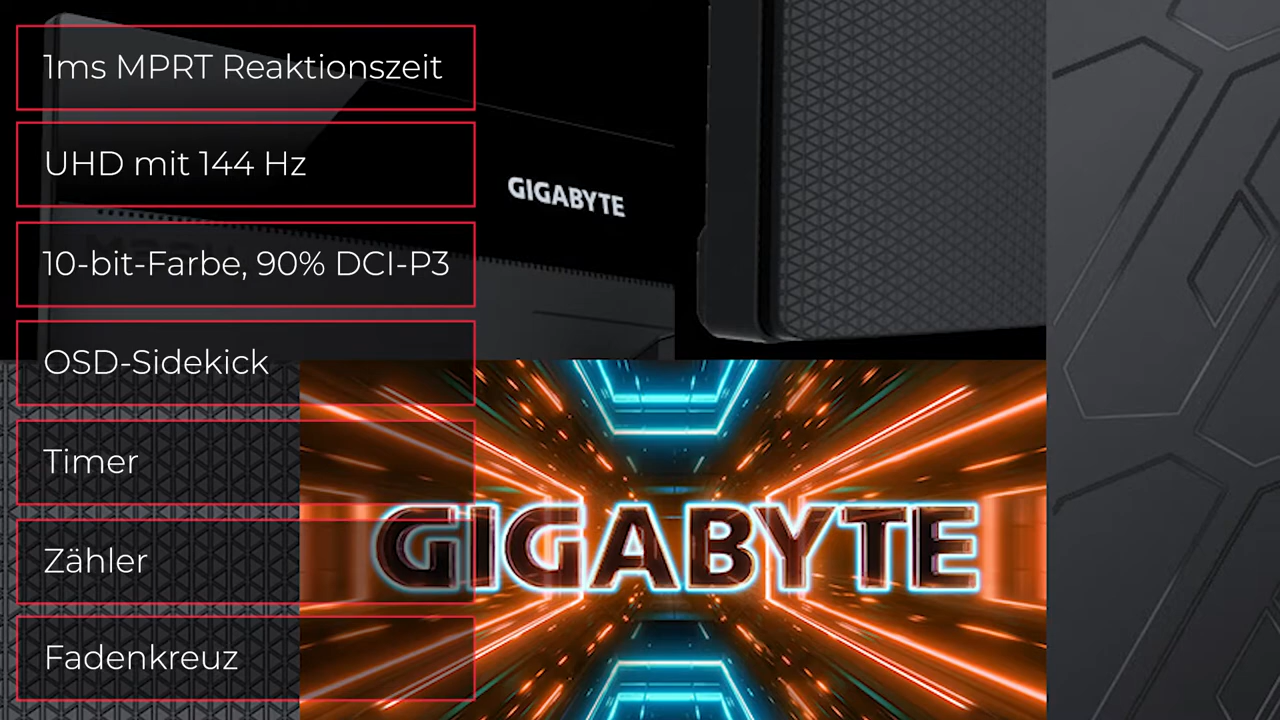 1ms MPRT Reaktionszeit
UHD mit 144 Hz
GIGABYTE
10-bit-Farbe, 90% DCI-P3
OSD-Sidekick
Timer
Zähler
GIGABYTE
Fadenkreuz